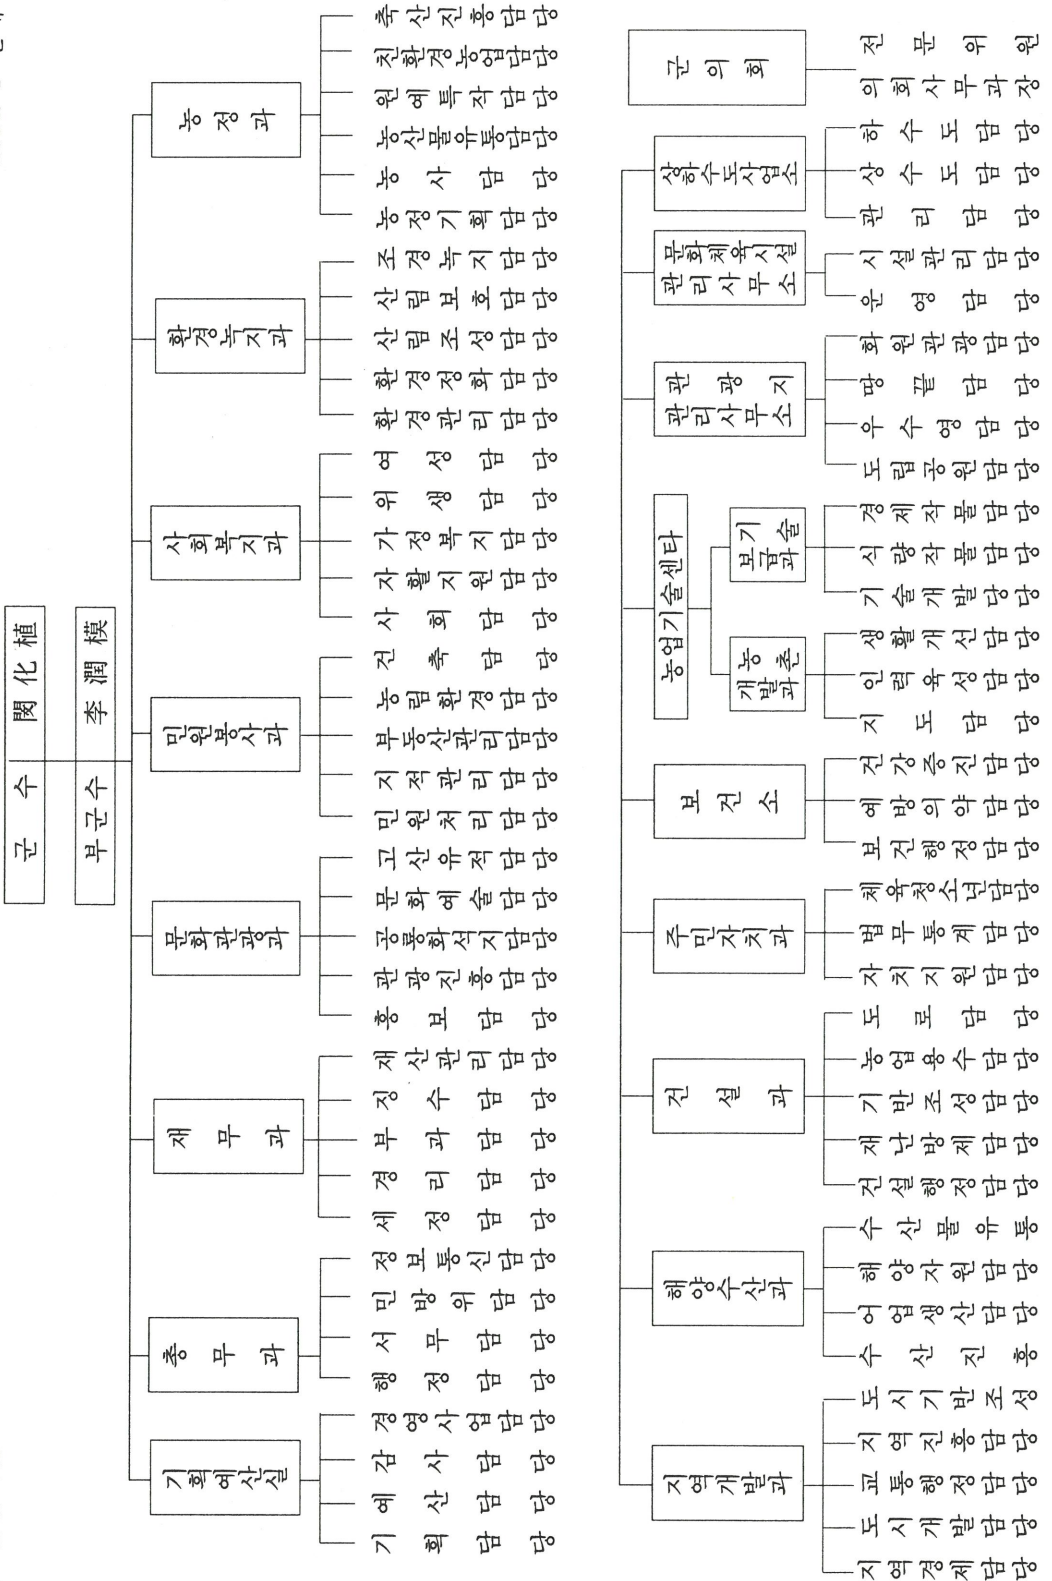 군 수 閔化植
부군수 李潤模
기획예산실
기획담당
예산담당
감사담당
경영사업담당
총무과
행정담당
서무담당
민방위담당
정보통신담당
재무과
세정담당
경리담당
부과담당
징수담당
재산관리담당
문화관광과
홍보담당
관광진흥담당
공룡화석지담당
문화예술담당
고산유적담당
민원봉사과
민원처리담당
지적관리담당
부동산관리담당
농림환경담당
건축담당
사회복지과
사회담당
자활지원담당
가정복지담당
위생담당
여성담당
환경녹지과
환경관리담당
환경정화담당
산림조성담당
산림보호담당
조경녹지담당
농정과
농정기획담당
농사담당
농산물유통담당
원예특작담당
친환경농업담당
축산진흥담당
지역개발과
지역경제담당
도시개발담당
교통행정담당
지역진흥담당
도시기반조성
해양수산과
수산진흥
어업생산담당
해양자원담당
수산물유통
건설과
건설행정담당
재난방제담당
기반조성담당
농업용수담당
도로담당
주민자치과
자치지원담당
법무통계담당
체육청소년담당
보건소
보건행정담당
예방의약담당
건강증진담당
농업기술센타
농촌
개발과
지도담당
인력육성담당
생활개선담당
기술
보급과
기술개발당당
식량작물담당
경제작물담당
관광지
관리사무소
도립공원담당
우수영담당
땅끝담당
화원관광담당
문화체육시설
관리사무소
운영담당
시설관리담당
상하수도사업소
관리담당
상수도담당
하수도담당
군의회
의회사무과장
전문위원